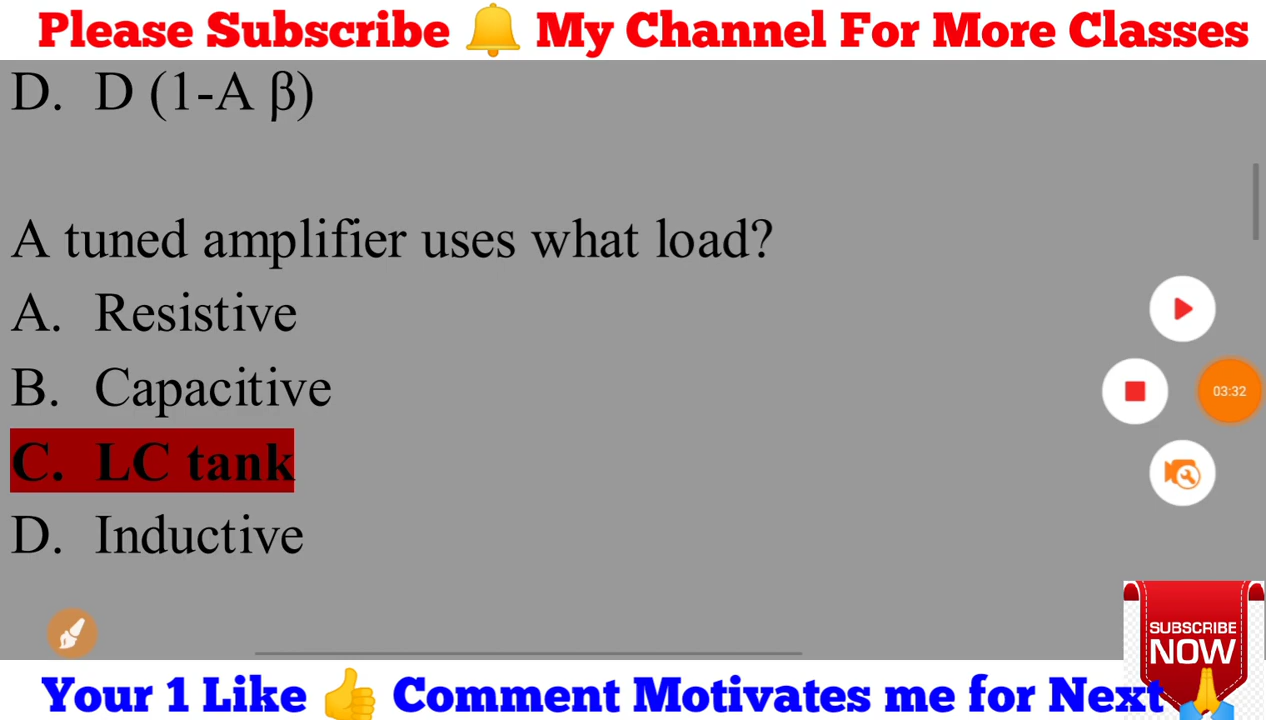 Please Subscribe 🔔 My Channel For More Classes
D. D (1-A β)
A tuned amplifier uses what load?
A. Resistive
B. Capacitive
C. LC tank
D. Inductive
03:32
SUBSCRIBE
NOW
Your 1 Like 👍 Comment Motivates me for Next 🙏